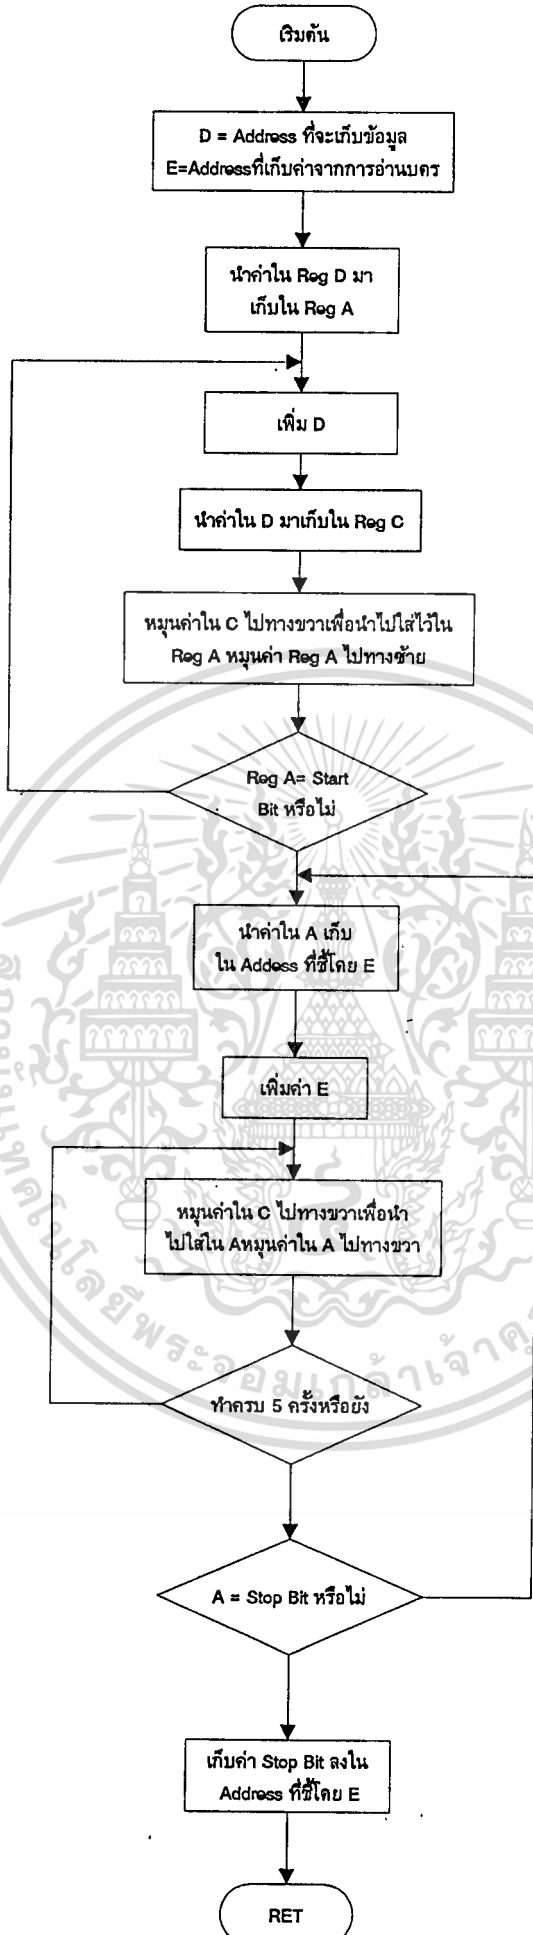 เริ่มต้น
D = Address ที่จะเก็บข้อมูล
E=Addressที่เก็บค่าจากการอ่านบตร
นำค่าใน Reg D มา
เก็บใน Reg A
เพิ่ม D
นำค่าใน D มาเก็บใน Reg C
หมุนค่าใน C ไปทางขวาเพื่อนำไปใส่ไว้ใน
Reg A หมุนค่า Reg A ไปทางซ้าย
Reg A= Start
Bit หรือไม่
นำค่าใน A เก็บ
ใน Addess ที่ชี้โดย E
เพิ่มค่า E
หมุนค่าใน C ไปทางขวาเพื่อนำ
ไปใส่ใน Aหมุนค่าใน A ไปทางขวา
ทำครบ 5 ครั้งหรือยัง
A = Stop Bit หรือไม่
เก็บค่า Stop Bit ลงใน
Address ที่ชี้โดย E
RET